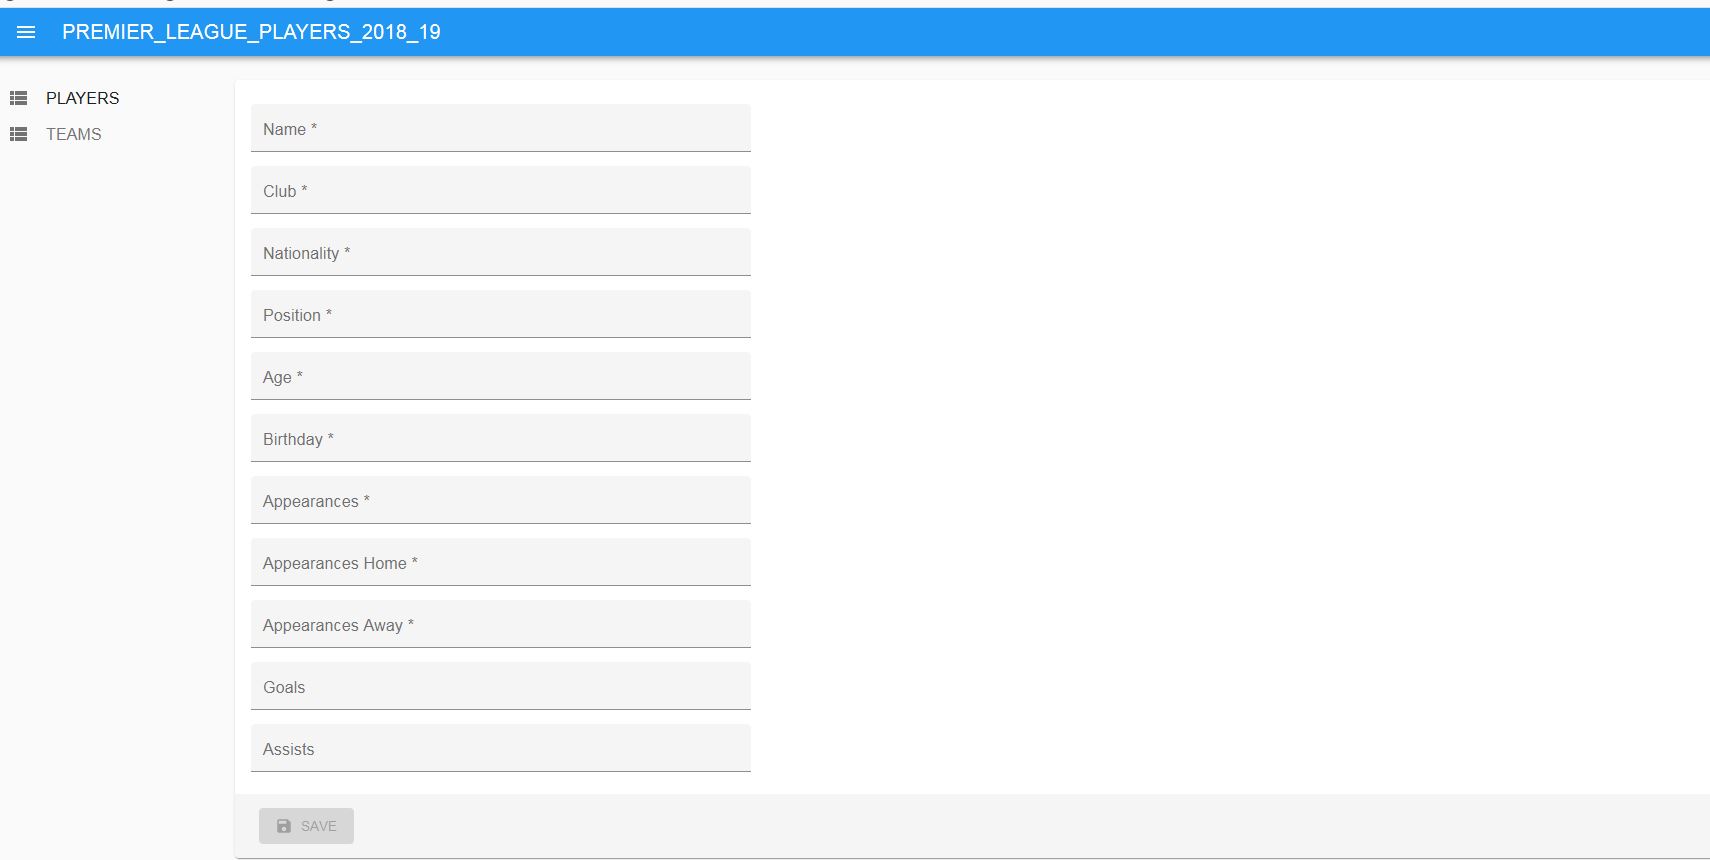 PREMIER_LEAGUE_PLAYERS_2018_19
PLAYERS
TEAMS
Name *
Club *
Nationality *
Position *
Age *
Birthday *
Appearances *
Appearances Home *
Appearances Away *
Goals
Assists
SAVE